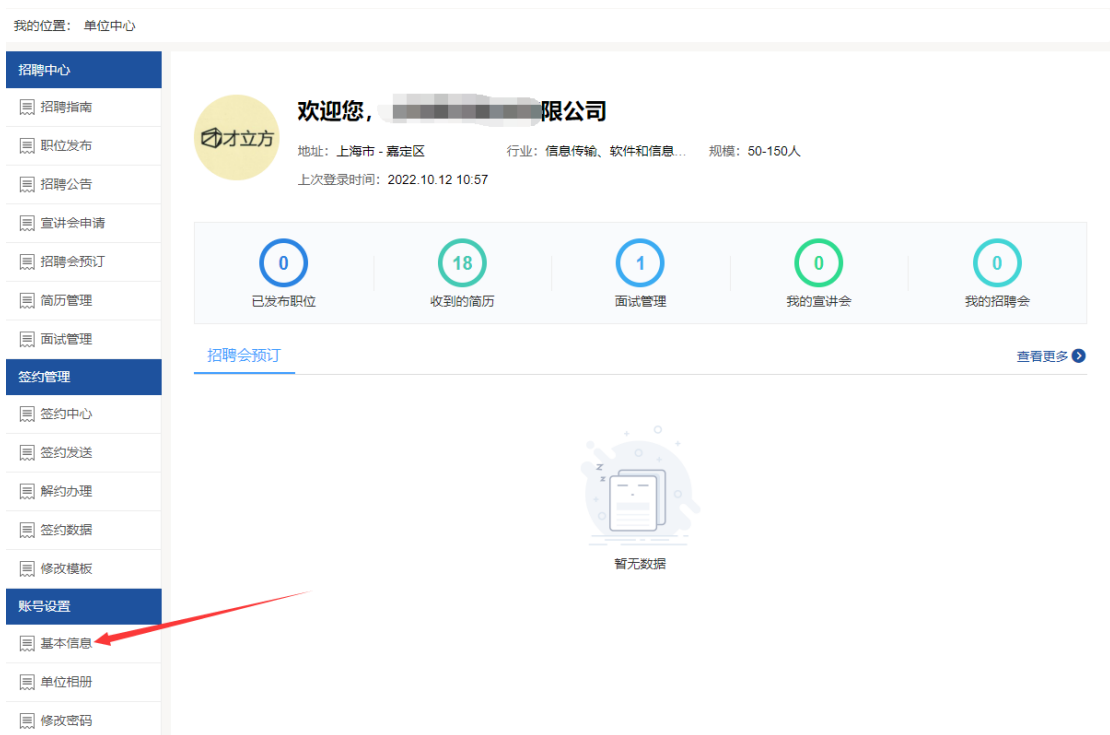 我的位置： 单位中心
招聘中心
招聘指南
职位发布
招聘公告
宣讲会申请
招聘会预订
简历管理
面试管理
签约管理
签约中心
签约发送
解约办理
签约数据
修改模板
账号设置
基本信息
单位相册
修改密码
才立方
欢迎您， 限公司
地址：上海市 - 嘉定区 行业：信息传输、软件和信息... 规模：50-150人
上次登录时间：2022.10.12 10:57
0 18 1 0 0
已发布职位 收到的简历 面试管理 我的宣讲会 我的招聘会
招聘会预订 查看更多
z
z
暂无数据